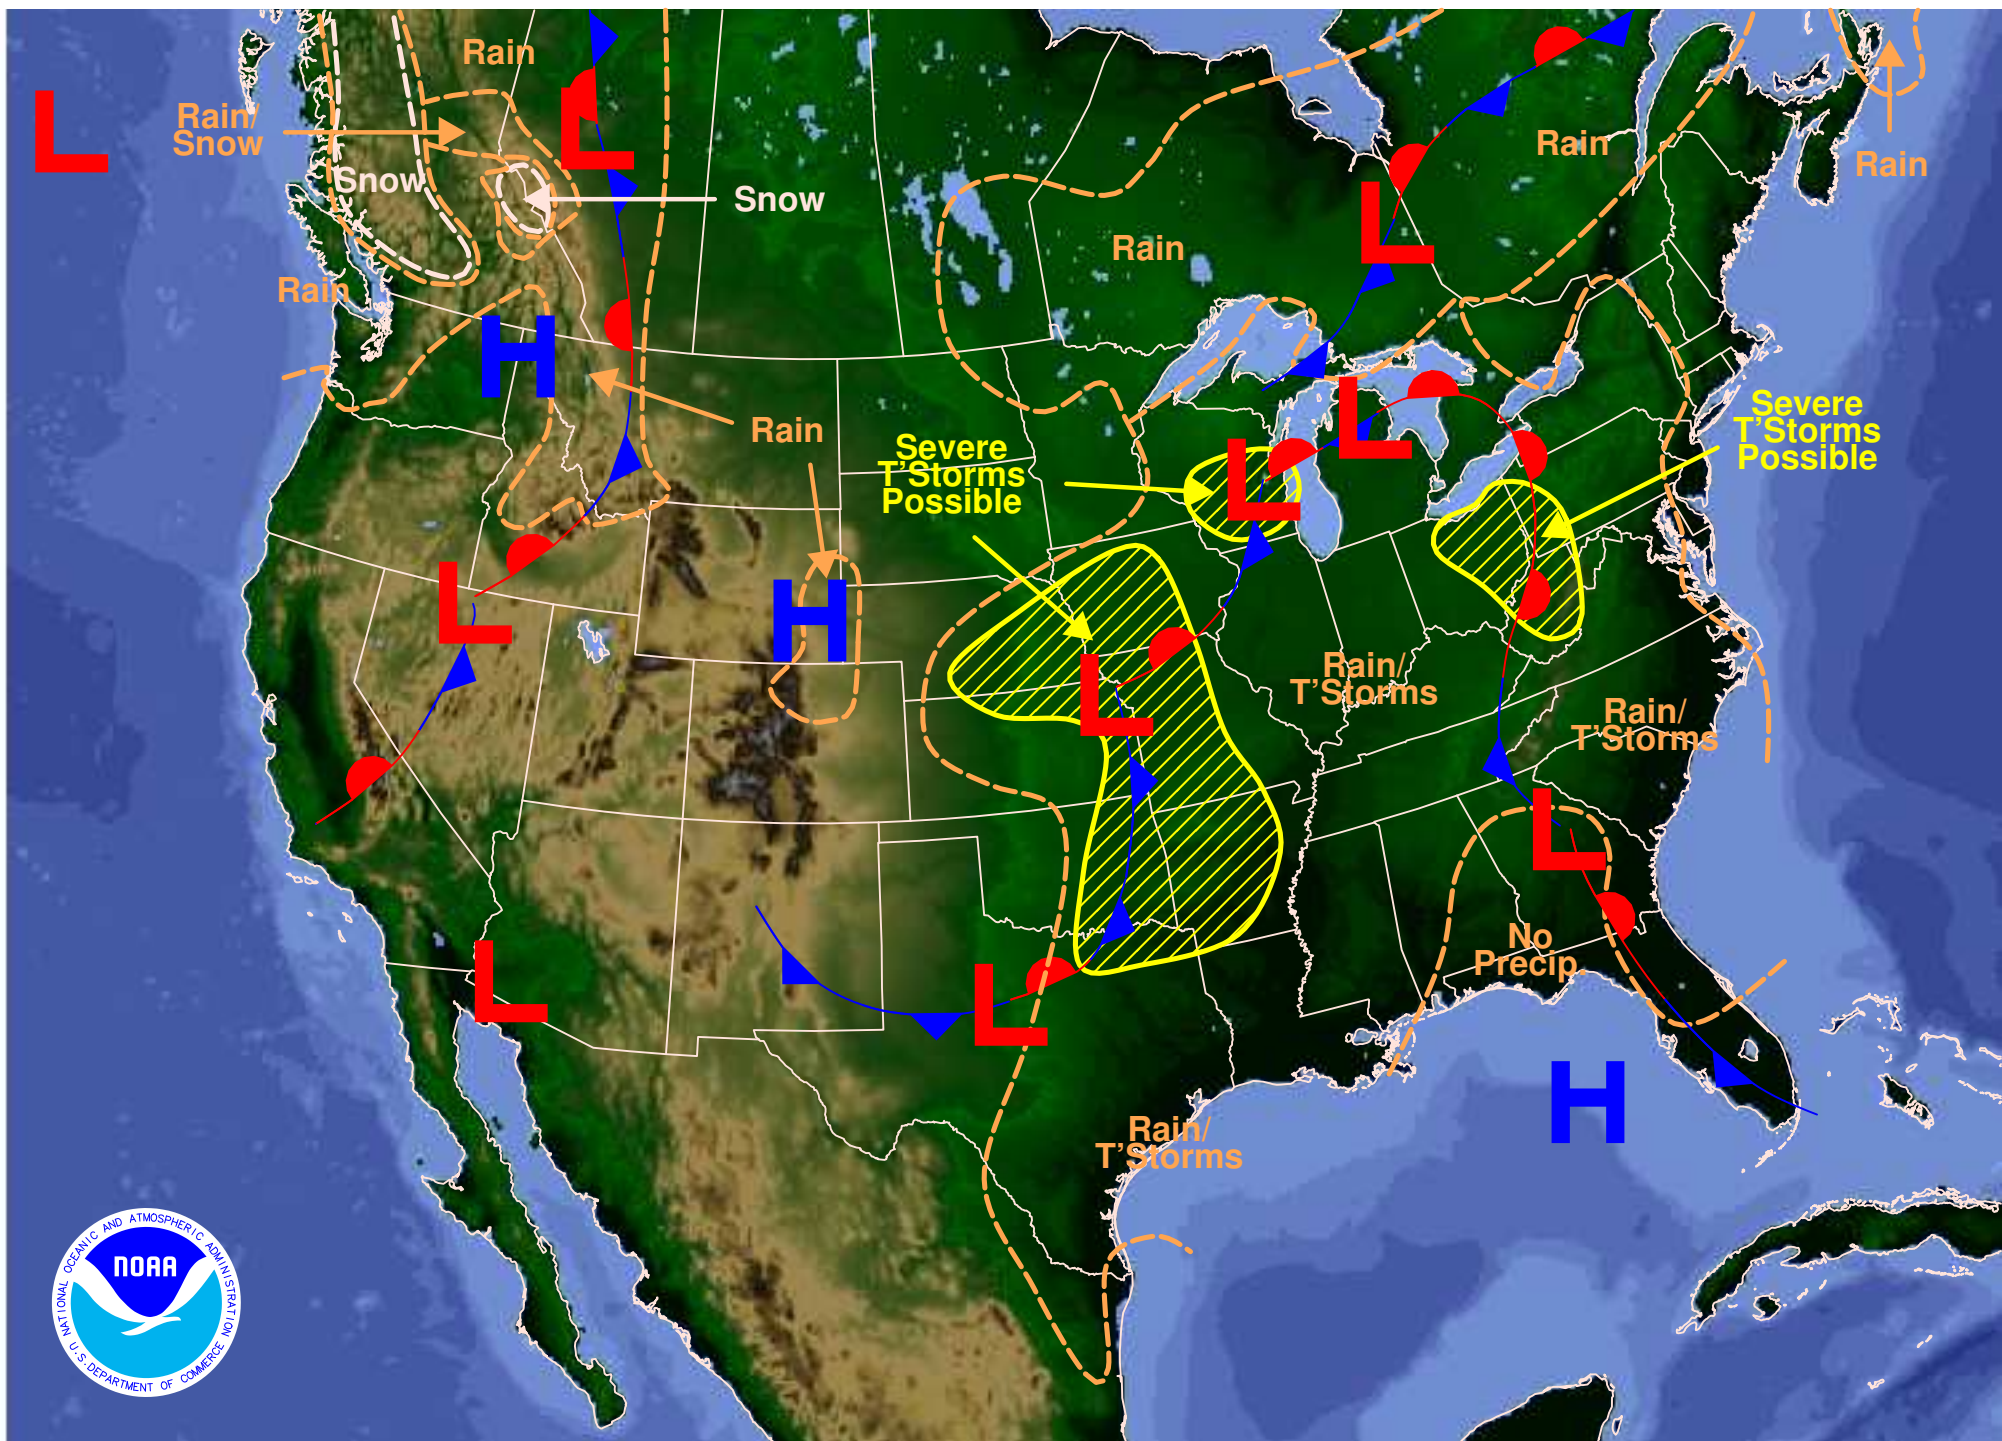 Rain
L
L
Rain/
Snow
Rain
Rain
Snow
Snow
L
Rain
Rain
H
L
Rain
Severe
T'Storms
Possible
Severe
T'Storms
Possible
L
L
H
L
Rain/
T'Storms
Rain/
T'Storms
L
L
No
Precip.
L
L
H
Rain/
T'Storms
NATIONAL OCEANIC AND ATMOSPHERIC ADMINISTRATION
NOAA
U.S. DEPARTMENT OF COMMERCE